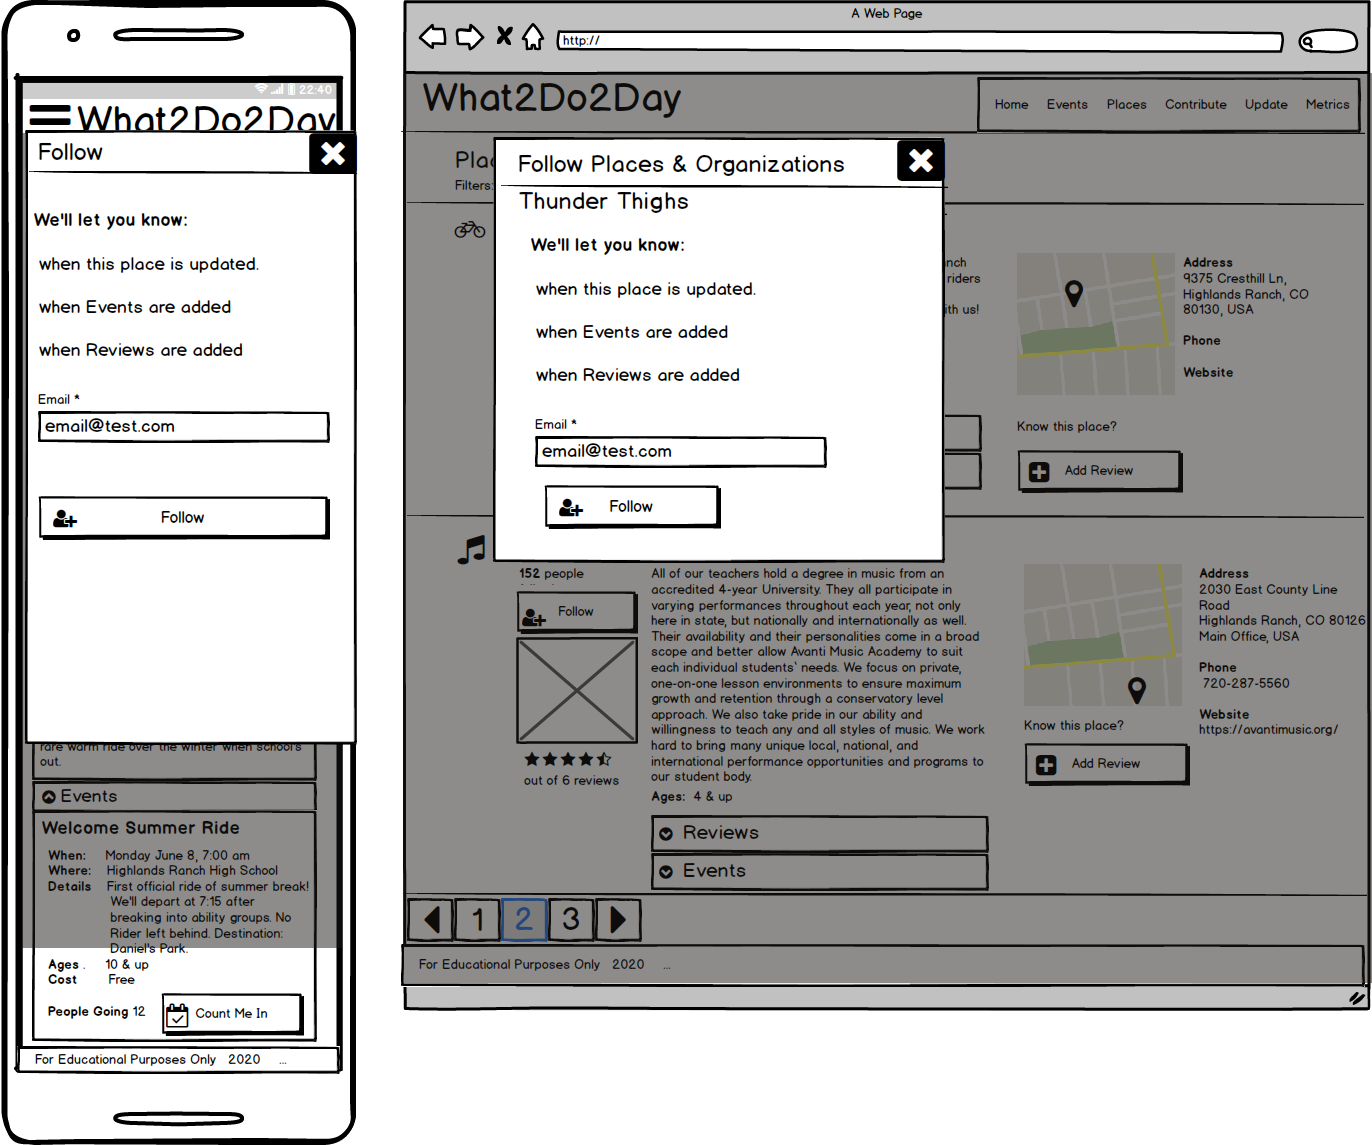 22:40
What2Do2Day
Follow
We'll let you know:
when this place is updated.
when Events are added
when Reviews are added
Email *
email@test.com
Follow
rare warm ride over the winter when school's
out.
Events
Welcome Summer Ride
When: Monday June 8, 7:00 am
Where: Highlands Ranch High School
Details First official ride of summer break!
We'll depart at 7:15 after
breaking into ability groups. No
Rider left behind. Destination:
Daniel's Park.
Ages . 10 & up
Cost Free
People Going 12
Count Me In
For Educational Purposes Only 2020 ...
A Web Page
http://
What2Do2Day
Home Events Places Contribute Update Metrics
Filters:
Follow Places & Organizations
Thunder Thighs
We'll let you know:
when this place is updated.
when Events are added
when Reviews are added
Email *
email@test.com
Follow
riders
us!
Address
9375 Cresthill Ln,
Highlands Ranch, CO
80130, USA
Phone
Website
Know this place?
Add Review
152 people
Follow
out of 6 reviews
All of our teachers hold a degree in music from an
accredited 4-year University. They all participate in
varying performances throughout each year, not only
here in state, but nationally and internationally as well.
Their availability and their personalities come in a broad
scope and better allow Avanti Music Academy to suit
each individual students' needs. We focus on private,
one-on-one lesson environments to ensure maximum
growth and retention through a conservatory level
approach. We also take pride in our ability and
willingness to teach any and all styles of music. We work
hard to bring many unique local, national, and
international performance opportunities and programs to
our student body.
Ages: 4 & up
Reviews
Events
Address
2030 East County Line
Road
Highlands Ranch, CO 80126
Main Office, USA
Phone
720-287-5560
Website
https://avantimusic.org/
Know this place?
Add Review
1 2 3
For Educational Purposes Only 2020 ...